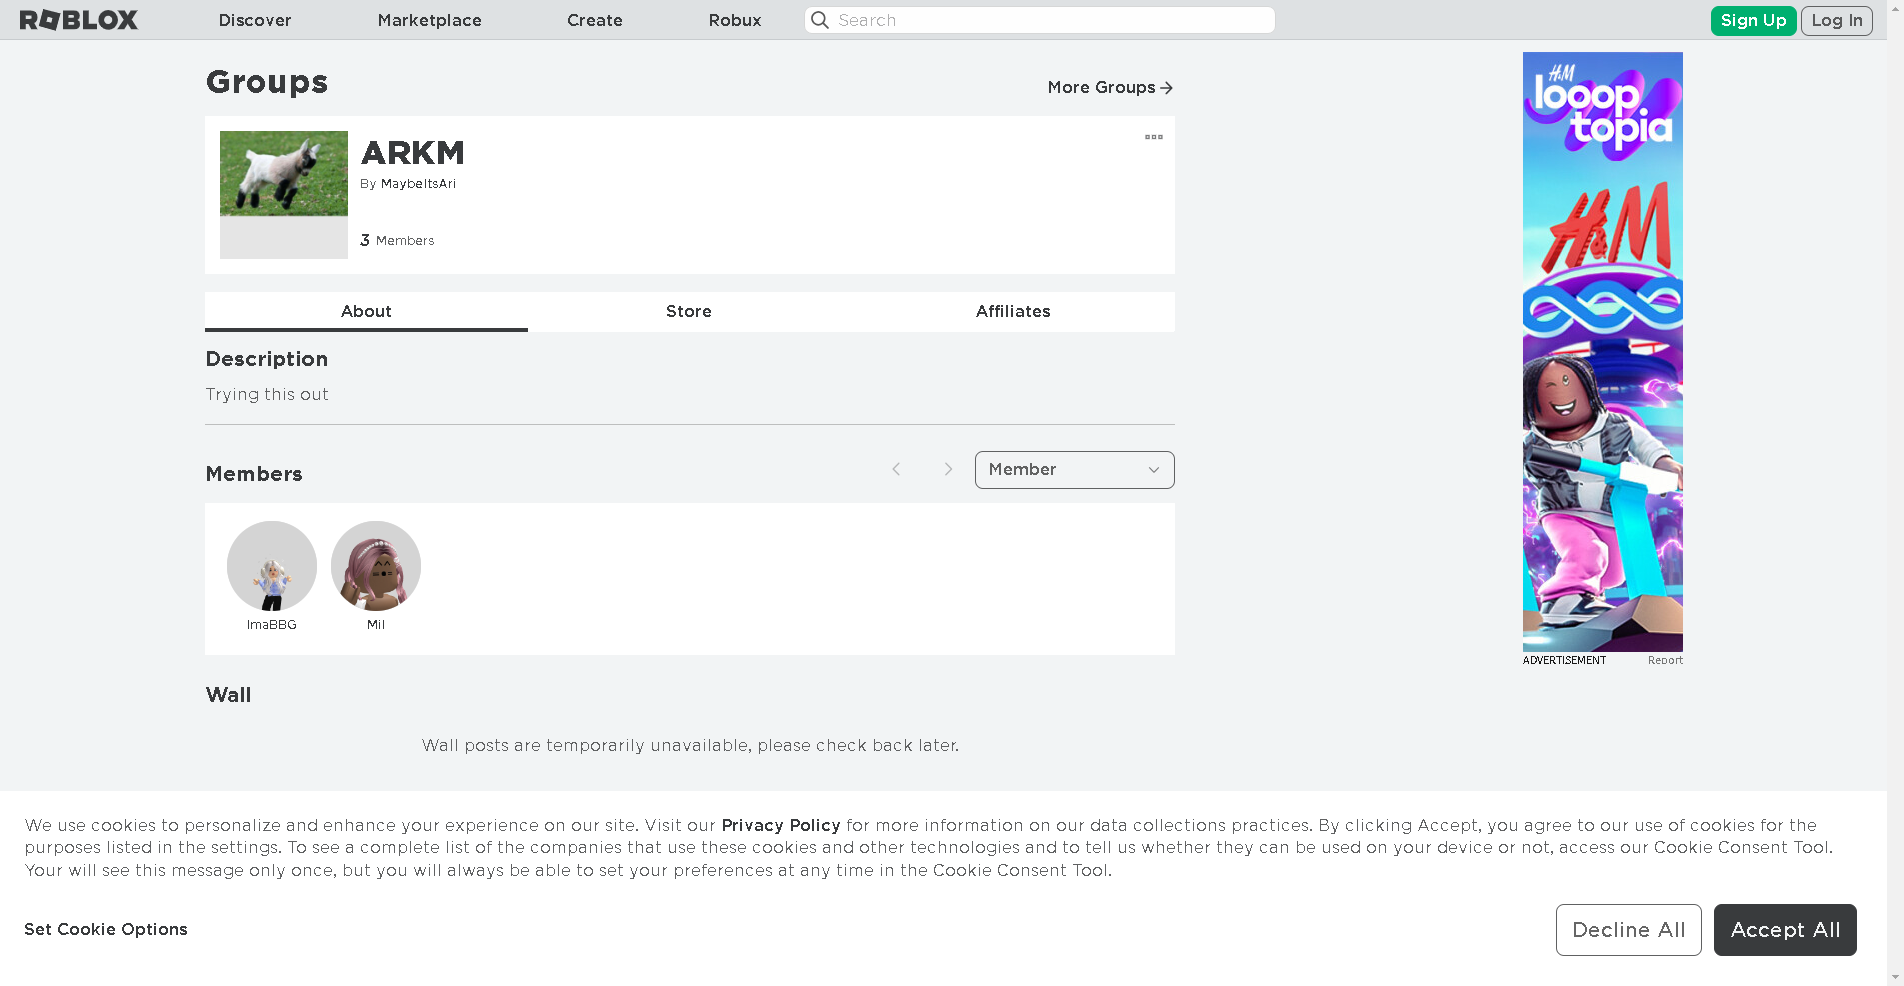 ROBLOX Discover Marketplace Create Robux Search Sign Up Log In
Groups
More Groups
ARKM
By MaybeItsAri
3 Members
About Store Affiliates
Description
Trying this out
Members
Member
ImaBBG Mil
Wall
Wall posts are temporarily unavailable, please check back later.
H&M
looop
topia
H&M
ADVERTISEMENT Report
We use cookies to personalize and enhance your experience on our site. Visit our Privacy Policy for more information on our data collections practices. By clicking Accept, you agree to our use of cookies for the
purposes listed in the settings. To see a complete list of the companies that use these cookies and other technologies and to tell us whether they can be used on your device or not, access our Cookie Consent Tool.
Your will see this message only once, but you will always be able to set your preferences at any time in the Cookie Consent Tool.
Set Cookie Options
Decline All Accept All